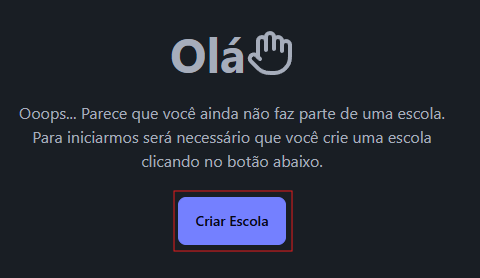 Olá
Ooops... Parece que você ainda não faz parte de uma escola.
Para iniciarmos será necessário que você crie uma escola
clicando no botão abaixo.
Criar Escola